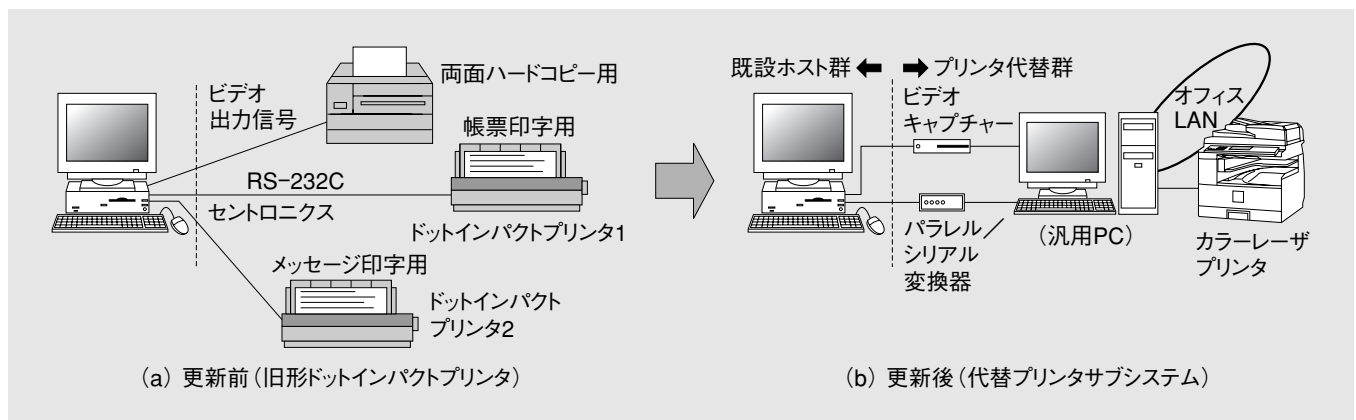 ビデオ
出力信号
両面ハードコピー用
帳票印字用
RS-232C
セントロニクス
ドットインパクトプリンタ1
メッセージ印字用
ドットインパクト
プリンタ2
(a) 更新前(旧形ドットインパクトプリンタ)
既設ホスト群
プリンタ代替群
ビデオ
キャプチャー
オフィス
LAN
パラレル/
シリアル
変換器
(汎用PC)
カラーレーザ
プリンタ
(b) 更新後(代替プリンタサブシステム)